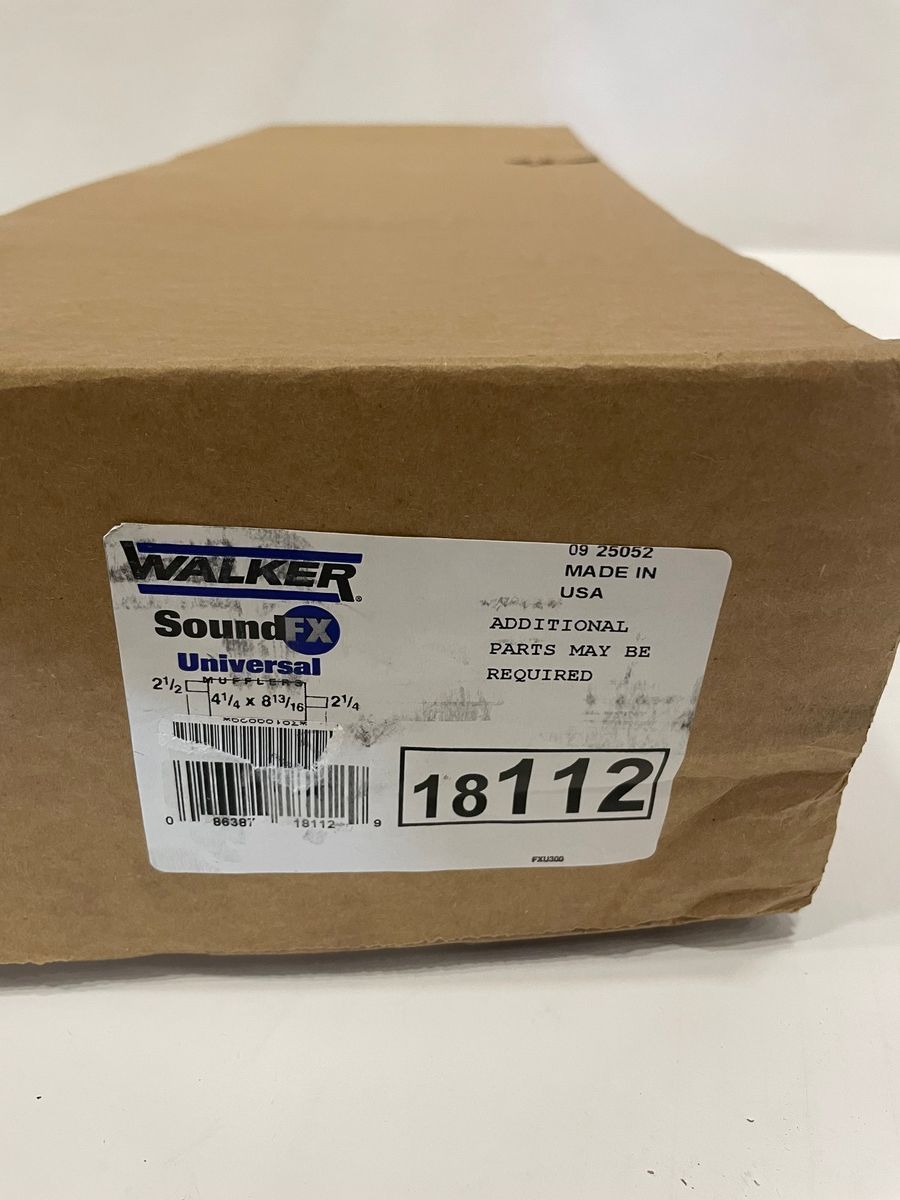 WALKER®
SoundFX
Universal
MUFFLERS
2 1/2
4 1/4 x 8 13/16
2 1/4
0 86387 18112 9
09 25052
MADE IN
USA
ADDITIONAL
PARTS MAY BE
REQUIRED
18112
FXU300